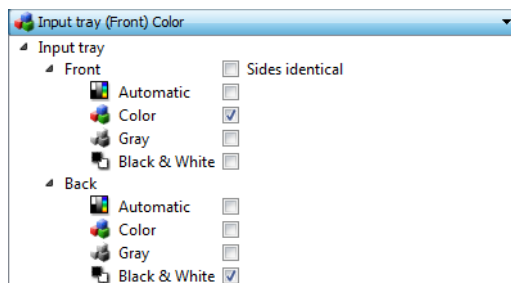 Input tray (Front) Color
Input tray
Front Sides identical
Automatic
Color
Gray
Black & White
Back
Automatic
Color
Gray
Black & White